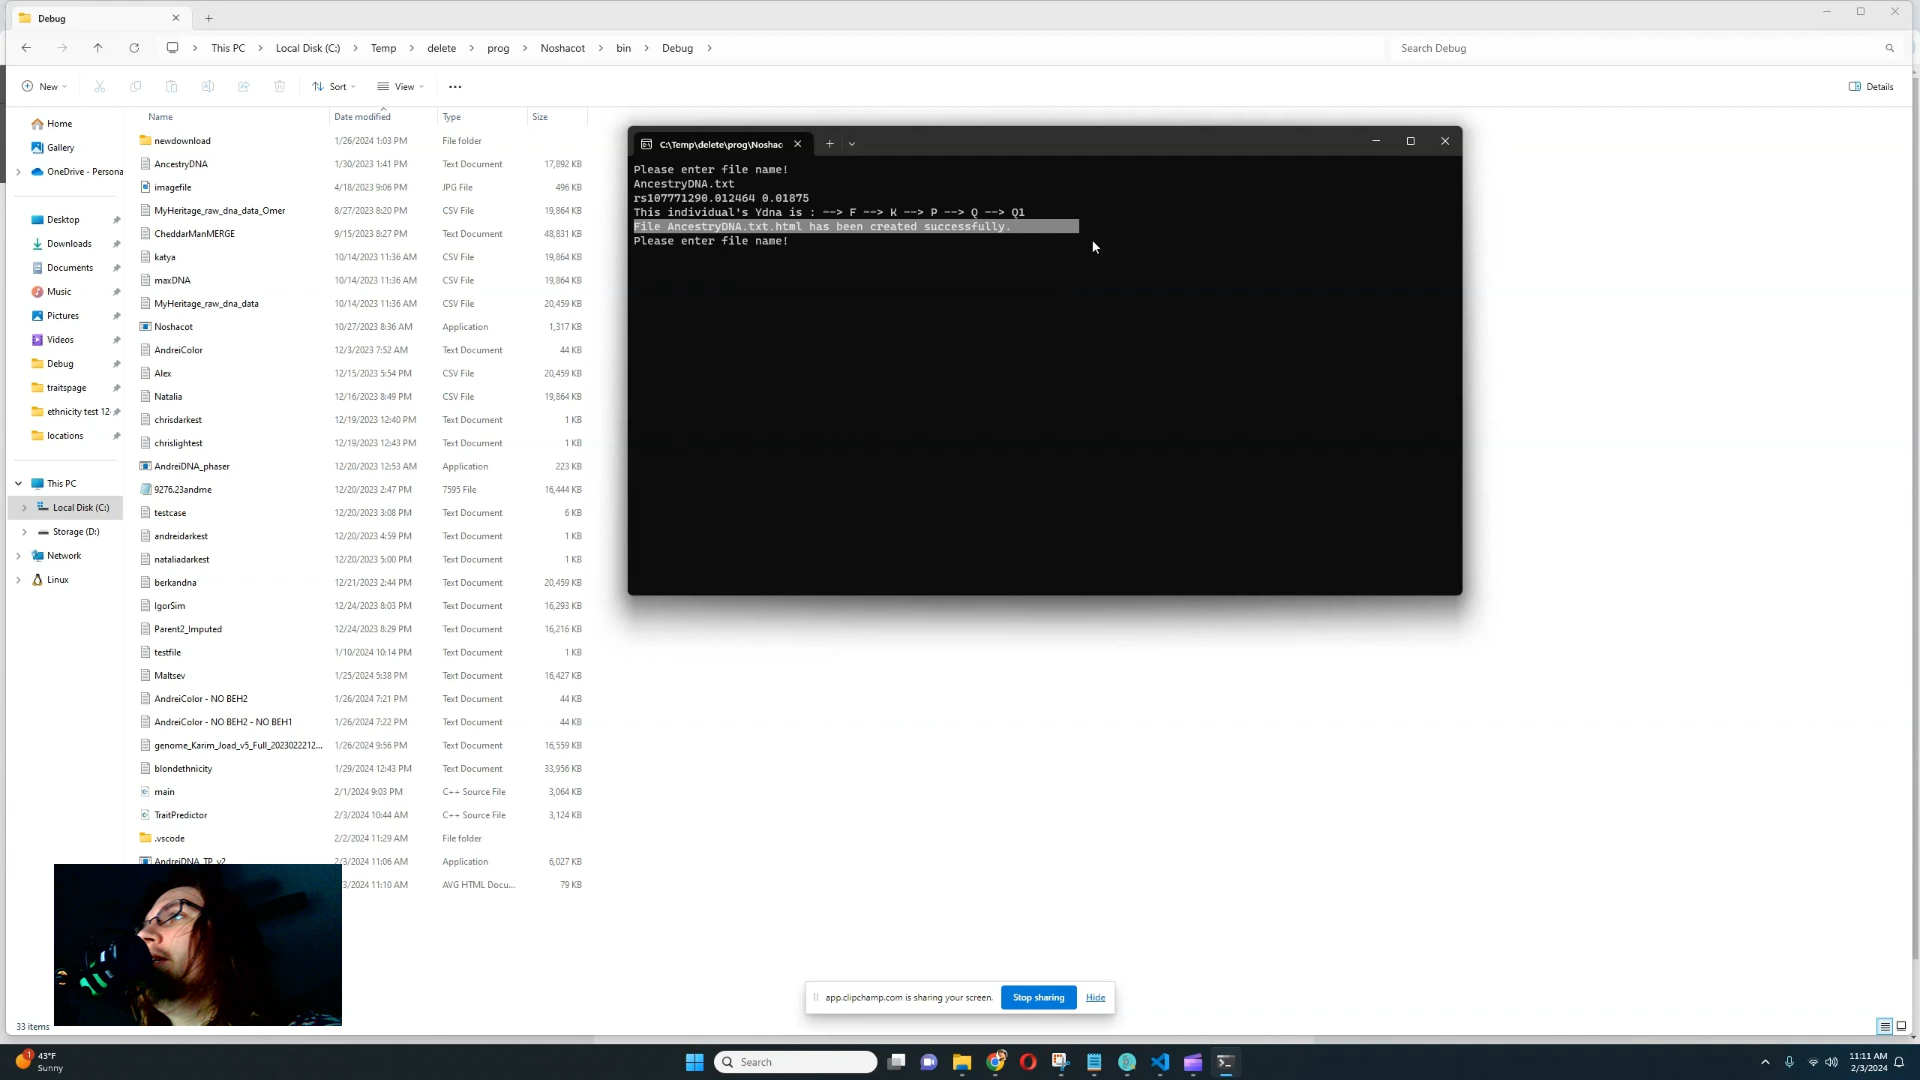 Debug
This PC > Local Disk (C:) > Temp > delete > prog > Noshacot > bin > Debug >
Search Debug
New
Sort
View
Details
Name Date modified Type Size
Home
Gallery
OneDrive - Persona
Desktop
Downloads
Documents
Music
Pictures
Videos
Debug
traitspage
ethnicity test 12-
locations
This PC
Local Disk (C:)
Storage (D:)
Network
Linux
newdownload 1/26/2024 1:03 PM File folder
AncestryDNA 1/30/2023 1:41 PM Text Document 17,892 KB
imagefile 4/18/2023 9:06 PM JPG File 496 KB
MyHeritage_raw_dna_data_Omer 8/27/2023 8:20 PM CSV File 19,864 KB
CheddarManMERGE 9/15/2023 8:27 PM CSV File 48,831 KB
katya 10/14/2023 11:36 AM CSV File 19,864 KB
maxDNA 10/14/2023 11:36 AM CSV File 19,864 KB
MyHeritage_raw_dna_data 10/14/2023 11:36 AM CSV File 20,459 KB
Noshacot 10/27/2023 8:36 AM Application 1,317 KB
AndreiColor 12/3/2023 7:52 AM Text Document 44 KB
Alex 12/15/2023 5:54 PM CSV File 20,459 KB
Natalia 12/16/2023 8:49 PM CSV File 19,864 KB
chrisdarkest 12/19/2023 12:40 PM Text Document 1 KB
chrislightest 12/19/2023 12:43 PM Text Document 1 KB
AndreiDNA_phaser 12/20/2023 12:53 AM Application 223 KB
9276.23andme 12/20/2023 2:47 PM 7595 File 16,444 KB
testcase 12/20/2023 3:08 PM Text Document 6 KB
andreidarkest 12/20/2023 4:59 PM Text Document 1 KB
nataliadarkest 12/20/2023 5:00 PM Text Document 1 KB
berkandna 12/21/2023 2:44 PM Text Document 20,459 KB
IgorSim 12/24/2023 8:03 PM Text Document 16,293 KB
Parent2_Imputed 12/24/2023 8:29 PM Text Document 16,216 KB
testfile 1/10/2024 10:14 PM Text Document 1 KB
Maltsev 1/25/2024 5:38 PM Text Document 16,427 KB
AndreiColor - NO BEH2 1/26/2024 7:21 PM Text Document 44 KB
AndreiColor - NO BEH2 - NO BEH1 1/26/2024 7:22 PM Text Document 44 KB
genome_Karim_Joad_v5_Full_2023022212... 1/26/2024 9:56 PM Text Document 16,559 KB
blondethnicity 1/29/2024 12:43 PM Text Document 33,956 KB
main 2/1/2024 9:03 PM C++ Source File 3,064 KB
TraitPredictor 2/3/2024 10:44 AM C++ Source File 3,124 KB
.vscode 2/2/2024 11:29 AM File folder
AndreiDNA_TP_v2 2/3/2024 11:06 AM Application 6,027 KB
/3/2024 11:10 AM AVG HTML Docu... 79 KB
33 items
C:\Temp\delete\prog\Noshac
Please enter file name!
AncestryDNA.txt
rs107771290.012464 0.01875
This individual's Ydna is : --> F --> K --> P --> Q --> Q1
File AncestryDNA.txt.html has been created successfully.
Please enter file name!
app.clipchamp.com is sharing your screen. Stop sharing Hide
1
43°F
Sunny
Search
11:11 AM
2/3/2024